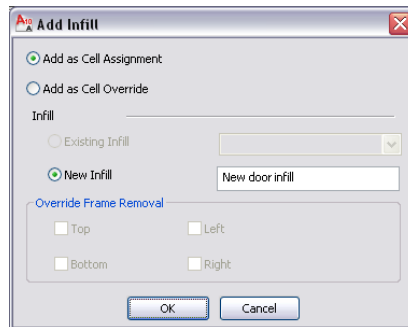 Add Infill
Add as Cell Assignment
Add as Cell Override
Infill
Existing Infill
New Infill New door infill
Override Frame Removal
Top Left
Bottom Right
OK Cancel